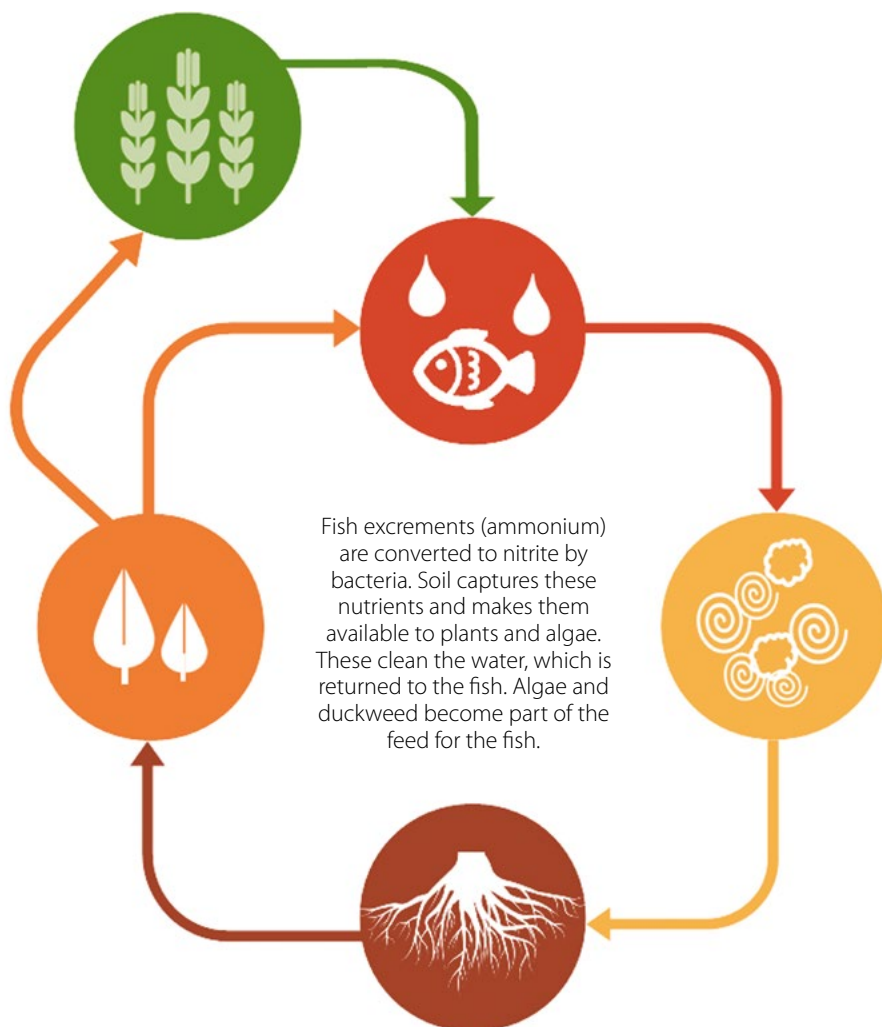 Fish excrements (ammonium)
are converted to nitrite by
bacteria. Soil captures these
nutrients and makes them
available to plants and algae.
These clean the water, which is
returned to the fish. Algae and
duckweed become part of the
feed for the fish.